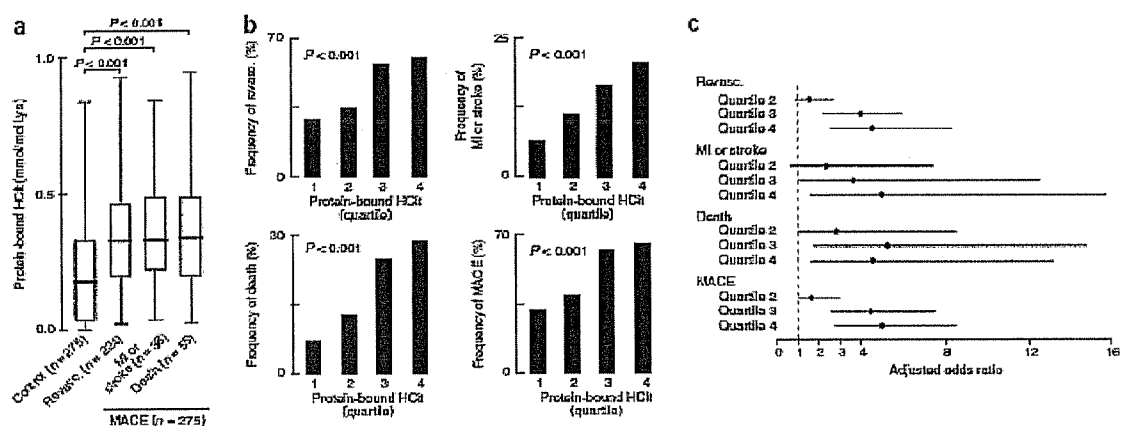 a
P < 0.001
P < 0.001
P < 0.001
1.0
0.5
0.0
Protein-bound HCit (mmol/mol Lys)
Control (n = 275)
MI or
stroke
Death
MACE (n = 275)
b
70
P < 0.001
0
Frequency of revasc. (%)
1 2 3 4
Protein-bound HCit
(quartile)
25
P < 0.001
0
Frequency of
MI or stroke (%)
1 2 3 4
Protein-bound HCit
(quartile)
30
P < 0.001
0
Frequency of death (%)
1 2 3 4
Protein-bound HCit
(quartile)
70
P < 0.001
0
Frequency of MACE (%)
1 2 3 4
Protein-bound HCit
(quartile)
c
Revasc.
Quartile 2
Quartile 3
Quartile 4
MI or stroke
Quartile 2
Quartile 3
Quartile 4
Death
Quartile 2
Quartile 3
Quartile 4
MACE
Quartile 2
Quartile 3
Quartile 4
0 1 2 3 4 8 12 16
Adjusted odds ratio